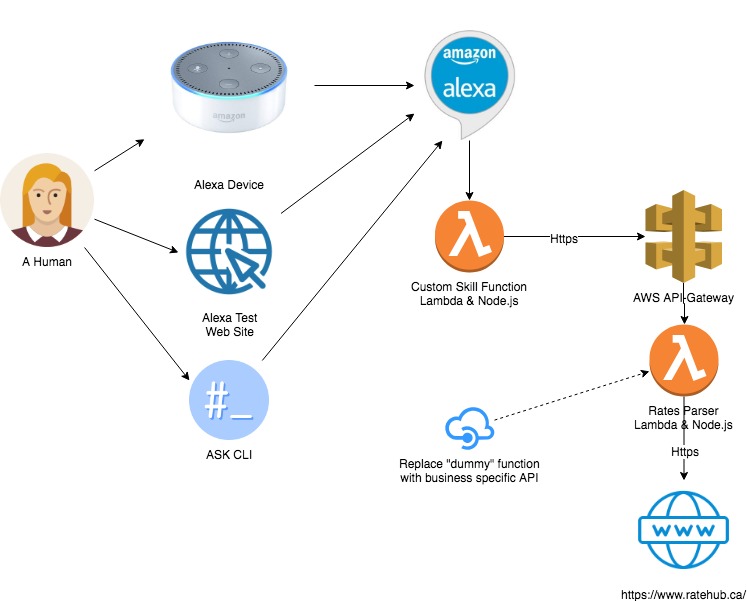 amazon
amazon
alexa
Alexa Device
A Human
Alexa Test
Web Site
#_
ASK CLI
Custom Skill Function
Lambda & Node.js
Https
AWS API-Gateway
Rates Parser
Lambda & Node.js
Https
Replace "dummy" function
with business specific API
WWW
https://www.ratehub.ca/